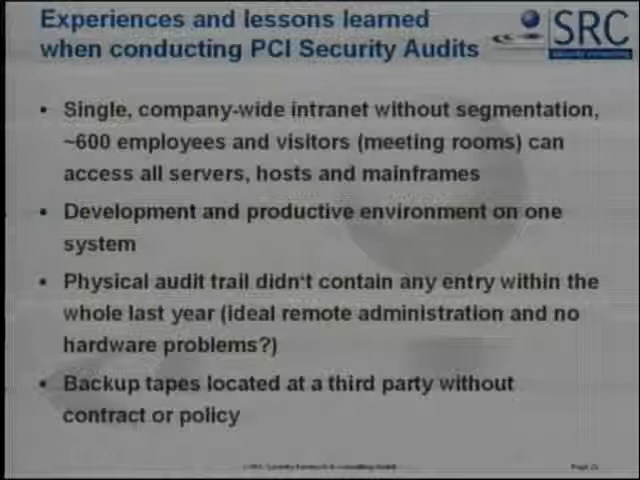 Experiences and lessons learned
when conducting PCI Security Audits
SRC
• Single, company-wide intranet without segmentation,
~600 employees and visitors (meeting rooms) can
access all servers, hosts and mainframes
• Development and productive environment on one
system
• Physical audit trail didn't contain any entry within the
whole last year (ideal remote administration and no
hardware problems?)
• Backup tapes located at a third party without
contract or policy
Page